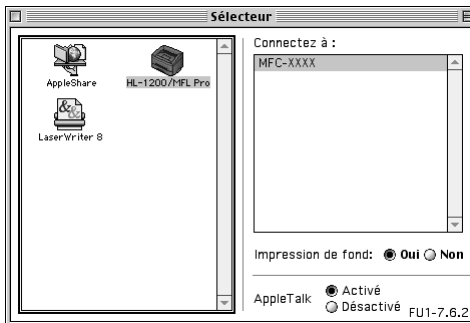 Sélecteur
AppleShare
HL-1200/MFL Pro
LaserWriter 8
Connectez à :
MFC-XXXX
Impression de fond: Oui Non
AppleTalk
Activé
Désactivé
FU1-7.6.2